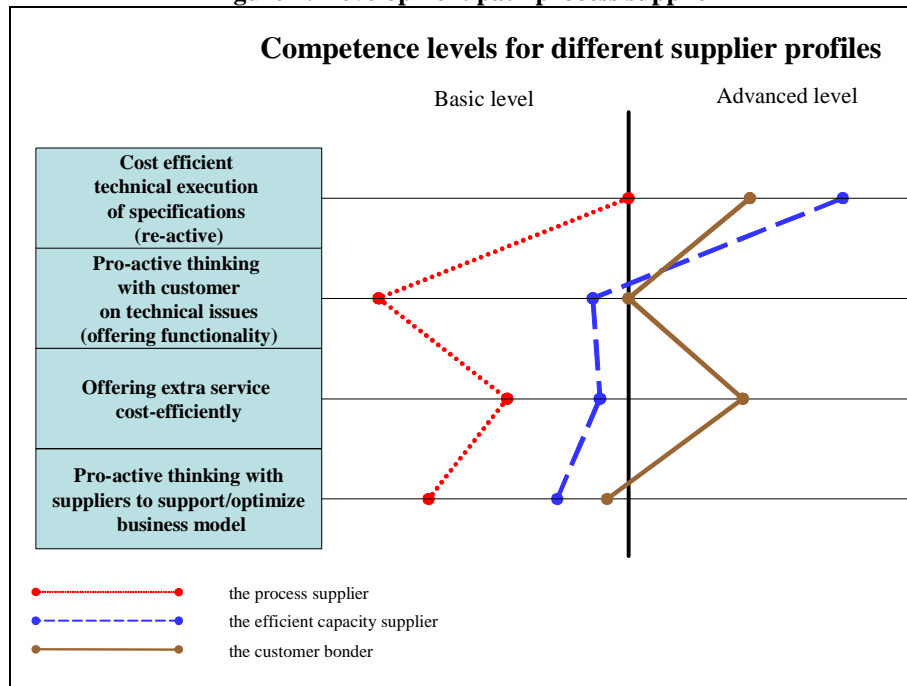 Competence levels for different supplier profiles
Basic level
Advanced level
Cost efficient
technical execution
of specifications
(re-active)
Pro-active thinking
with customer
on technical issues
(offering functionality)
Offering extra service
cost-efficiently
Pro-active thinking with
suppliers to support/optimize
business model
the process supplier
the efficient capacity supplier
the customer bonder